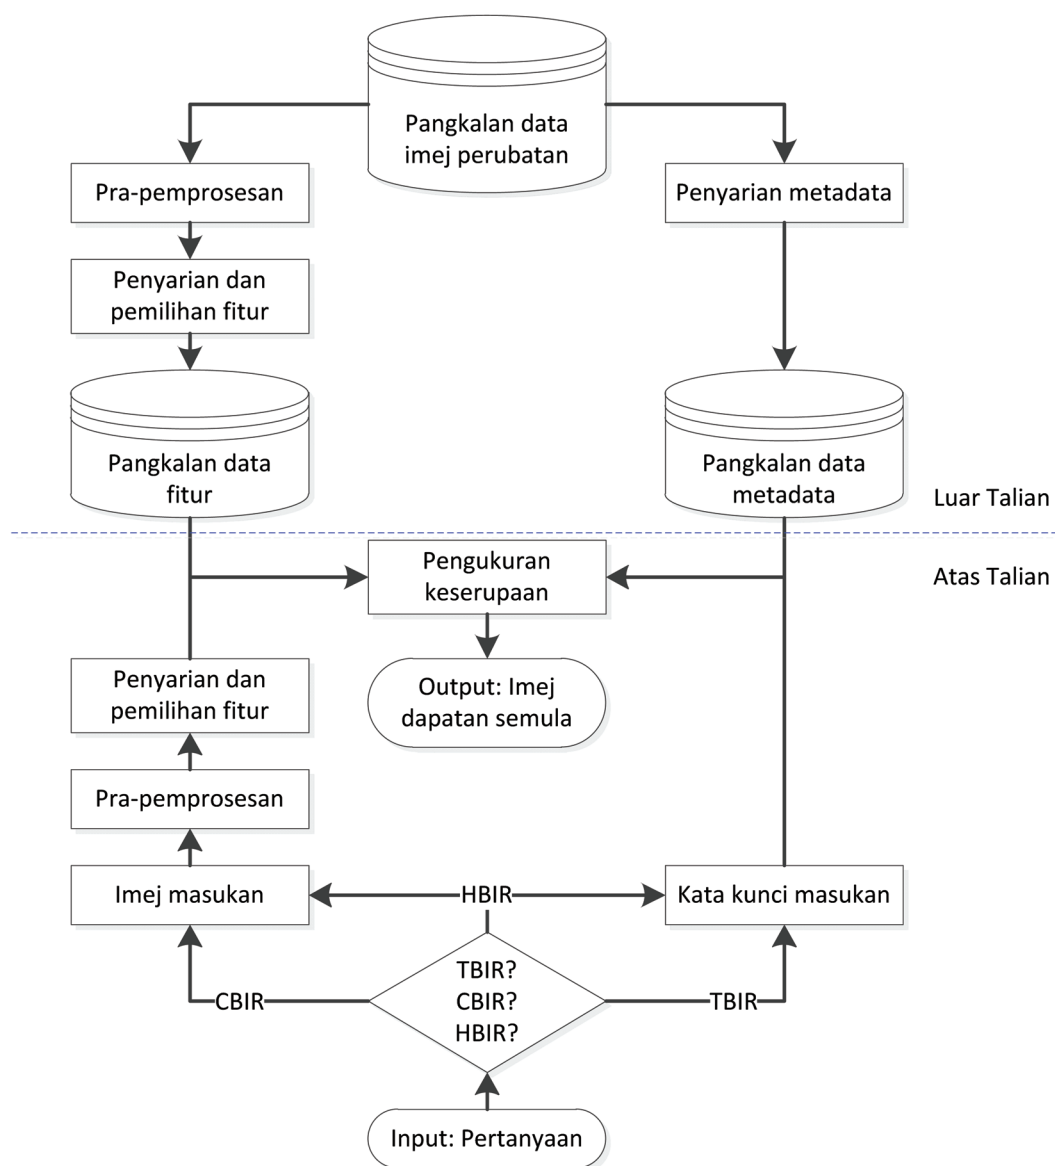 Pangkalan data
imej perubatan
Pra-pemprosesan
Penyarian metadata
Penyarian dan
pemilihan fitur
Pangkalan data
fitur
Pangkalan data
metadata
Luar Talian
Atas Talian
Pengukuran
keserupaan
Output: Imej
dapatan semula
Penyarian dan
pemilihan fitur
Pra-pemprosesan
Imej masukan
HBIR
Kata kunci masukan
CBIR
TBIR?
CBIR?
HBIR?
TBIR
Input: Pertanyaan